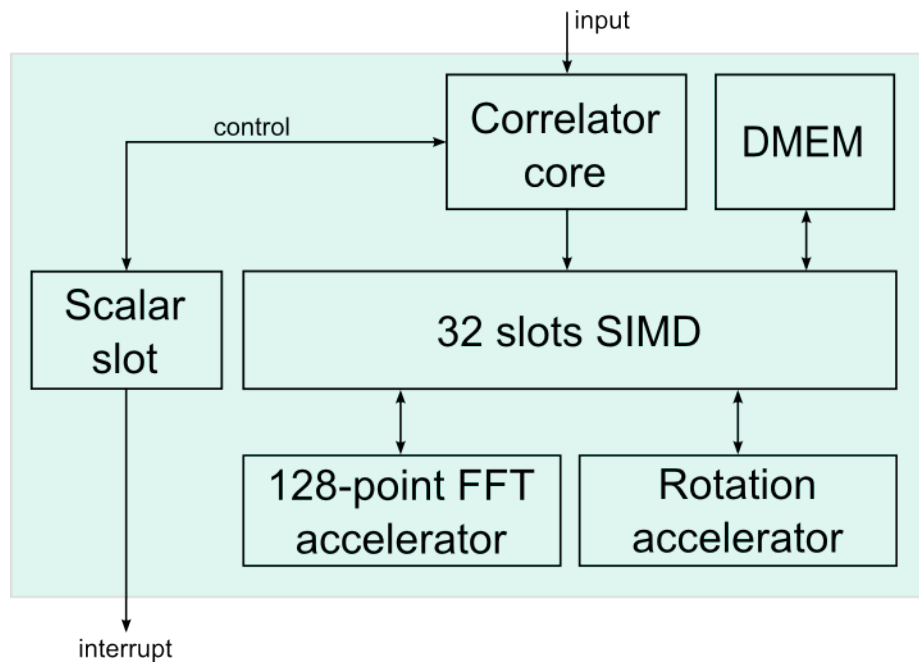 input
Correlator
core
DMEM
control
Scalar
slot
32 slots SIMD
128-point FFT
accelerator
Rotation
accelerator
interrupt